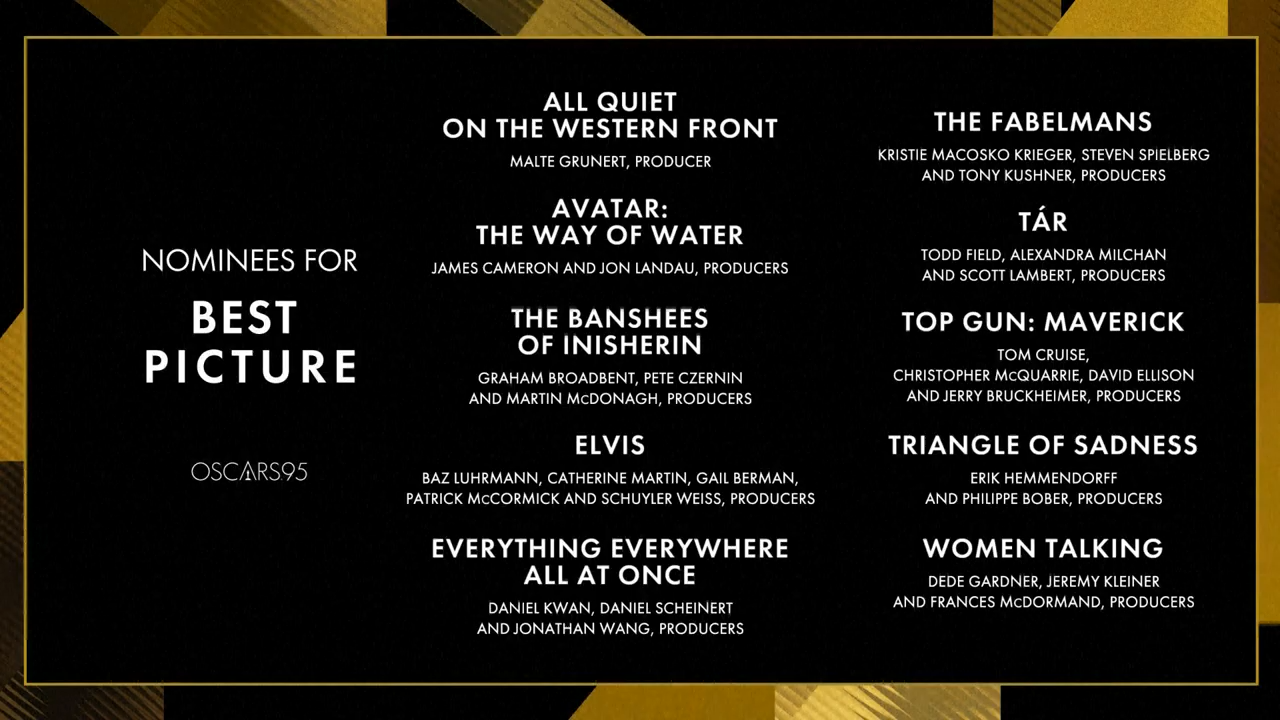 NOMINEES FOR
BEST
PICTURE
OSCARS95
ALL QUIET
ON THE WESTERN FRONT
MALTE GRUNERT, PRODUCER
AVATAR:
THE WAY OF WATER
JAMES CAMERON AND JON LANDAU, PRODUCERS
THE BANSHEES
OF INISHERIN
GRAHAM BROADBENT, PETE CZERNIN
AND MARTIN McDONAGH, PRODUCERS
ELVIS
BAZ LUHRMANN, CATHERINE MARTIN, GAIL BERMAN,
PATRICK McCORMICK AND SCHUYLER WEISS, PRODUCERS
EVERYTHING EVERYWHERE
ALL AT ONCE
DANIEL KWAN, DANIEL SCHEINERT
AND JONATHAN WANG, PRODUCERS
THE FABELMANS
KRISTIE MACOSKO KRIEGER, STEVEN SPIELBERG
AND TONY KUSHNER, PRODUCERS
TÁR
TODD FIELD, ALEXANDRA MILCHAN
AND SCOTT LAMBERT, PRODUCERS
TOP GUN: MAVERICK
TOM CRUISE,
CHRISTOPHER McQUARRIE, DAVID ELLISON
AND JERRY BRUCKHEIMER, PRODUCERS
TRIANGLE OF SADNESS
ERIK HEMMENDORFF
AND PHILIPPE BOBER, PRODUCERS
WOMEN TALKING
DEDE GARDNER, JEREMY KLEINER
AND FRANCES McDORMAND, PRODUCERS